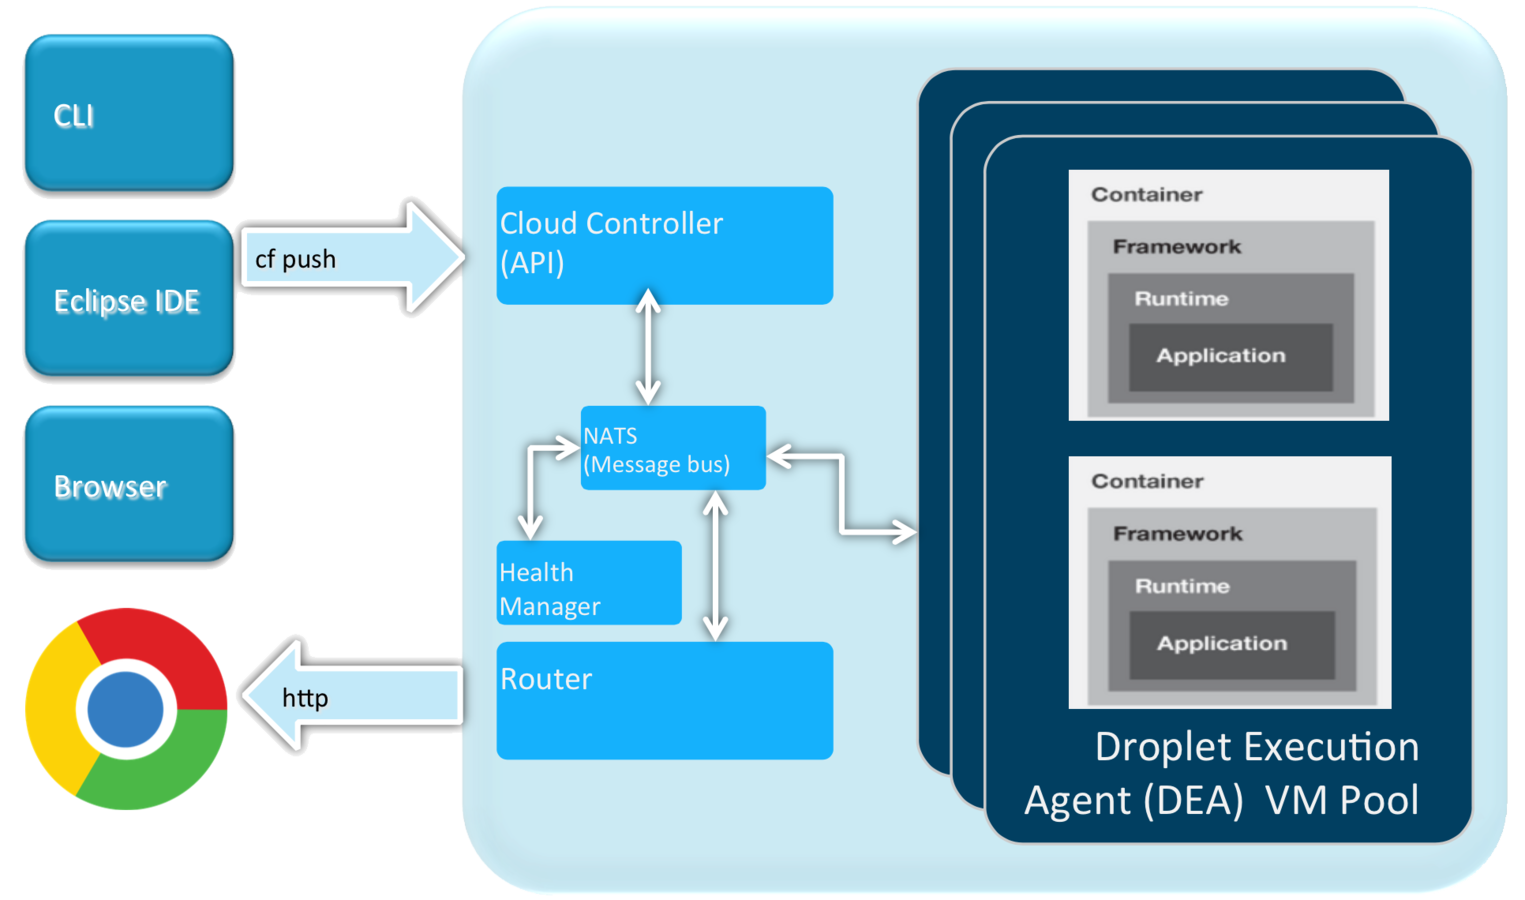 CLI
Eclipse IDE
Browser
cf push
http
Cloud Controller
(API)
NATS
(Message bus)
Health
Manager
Router
Container
Framework
Runtime
Application
Container
Framework
Runtime
Application
Droplet Execution
Agent (DEA) VM Pool